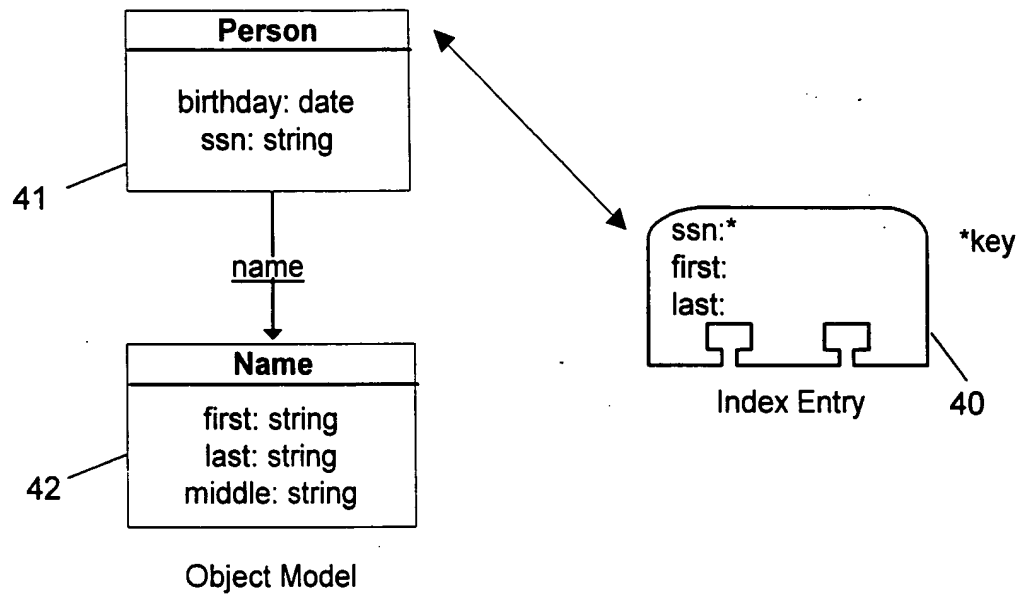 Person
birthday: date
ssn: string
41
name
Name
first: string
last: string
middle: string
42
Object Model
ssn:*
first:
last:
*key
Index Entry
40